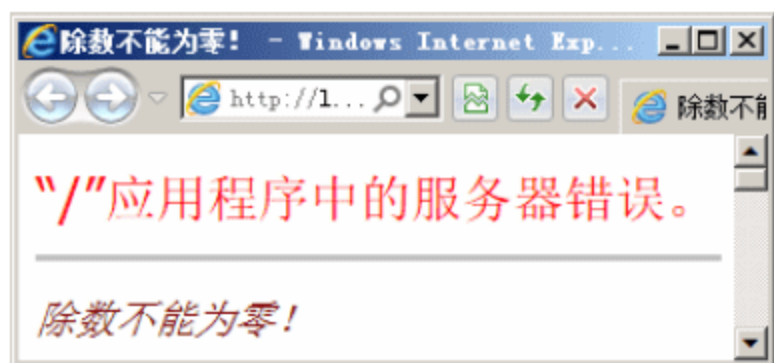 除数不能为零! - Windows Internet Exp...
http://l... 除数不能
“/”应用程序中的服务器错误。
除数不能为零!